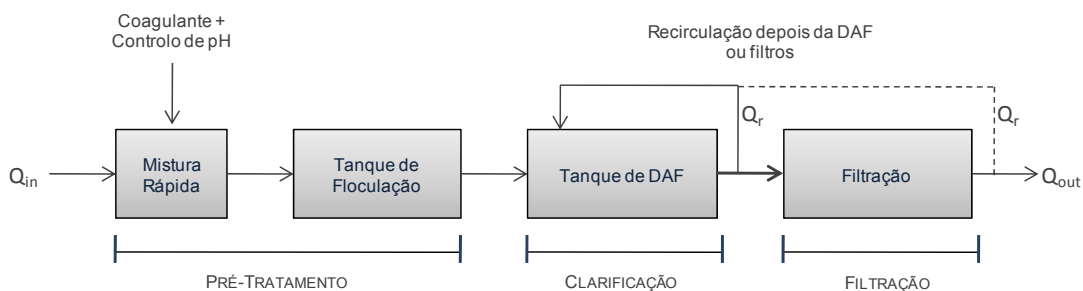 Coagulante +
Controlo de pH
Recirculação depois da DAF
ou filtros
Qr
Qr
Qin
Mistura
Rápida
Tanque de
Floculação
Tanque de DAF
Filtração
Qout
PRÉ-TRATAMENTO
CLARIFICAÇÃO
FILTRAÇÃO